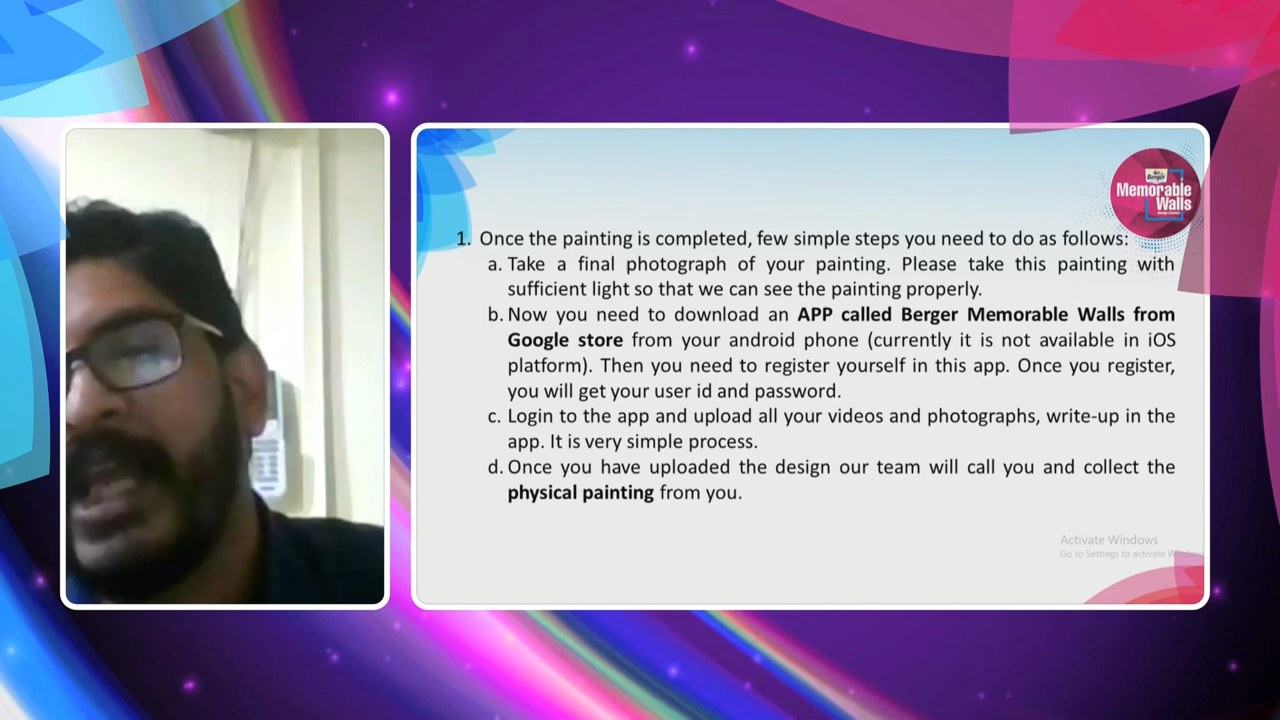 Berger
Memorable
Walls
1. Once the painting is completed, few simple steps you need to do as follows:
a. Take a final photograph of your painting. Please take this painting with
sufficient light so that we can see the painting properly.
b. Now you need to download an APP called Berger Memorable Walls from
Google store from your android phone (currently it is not available in iOS
platform). Then you need to register yourself in this app. Once you register,
you will get your user id and password.
c. Login to the app and upload all your videos and photographs, write-up in the
app. It is very simple process.
d. Once you have uploaded the design our team will call you and collect the
physical painting from you.
Activate Windows
Go to Settings to activate